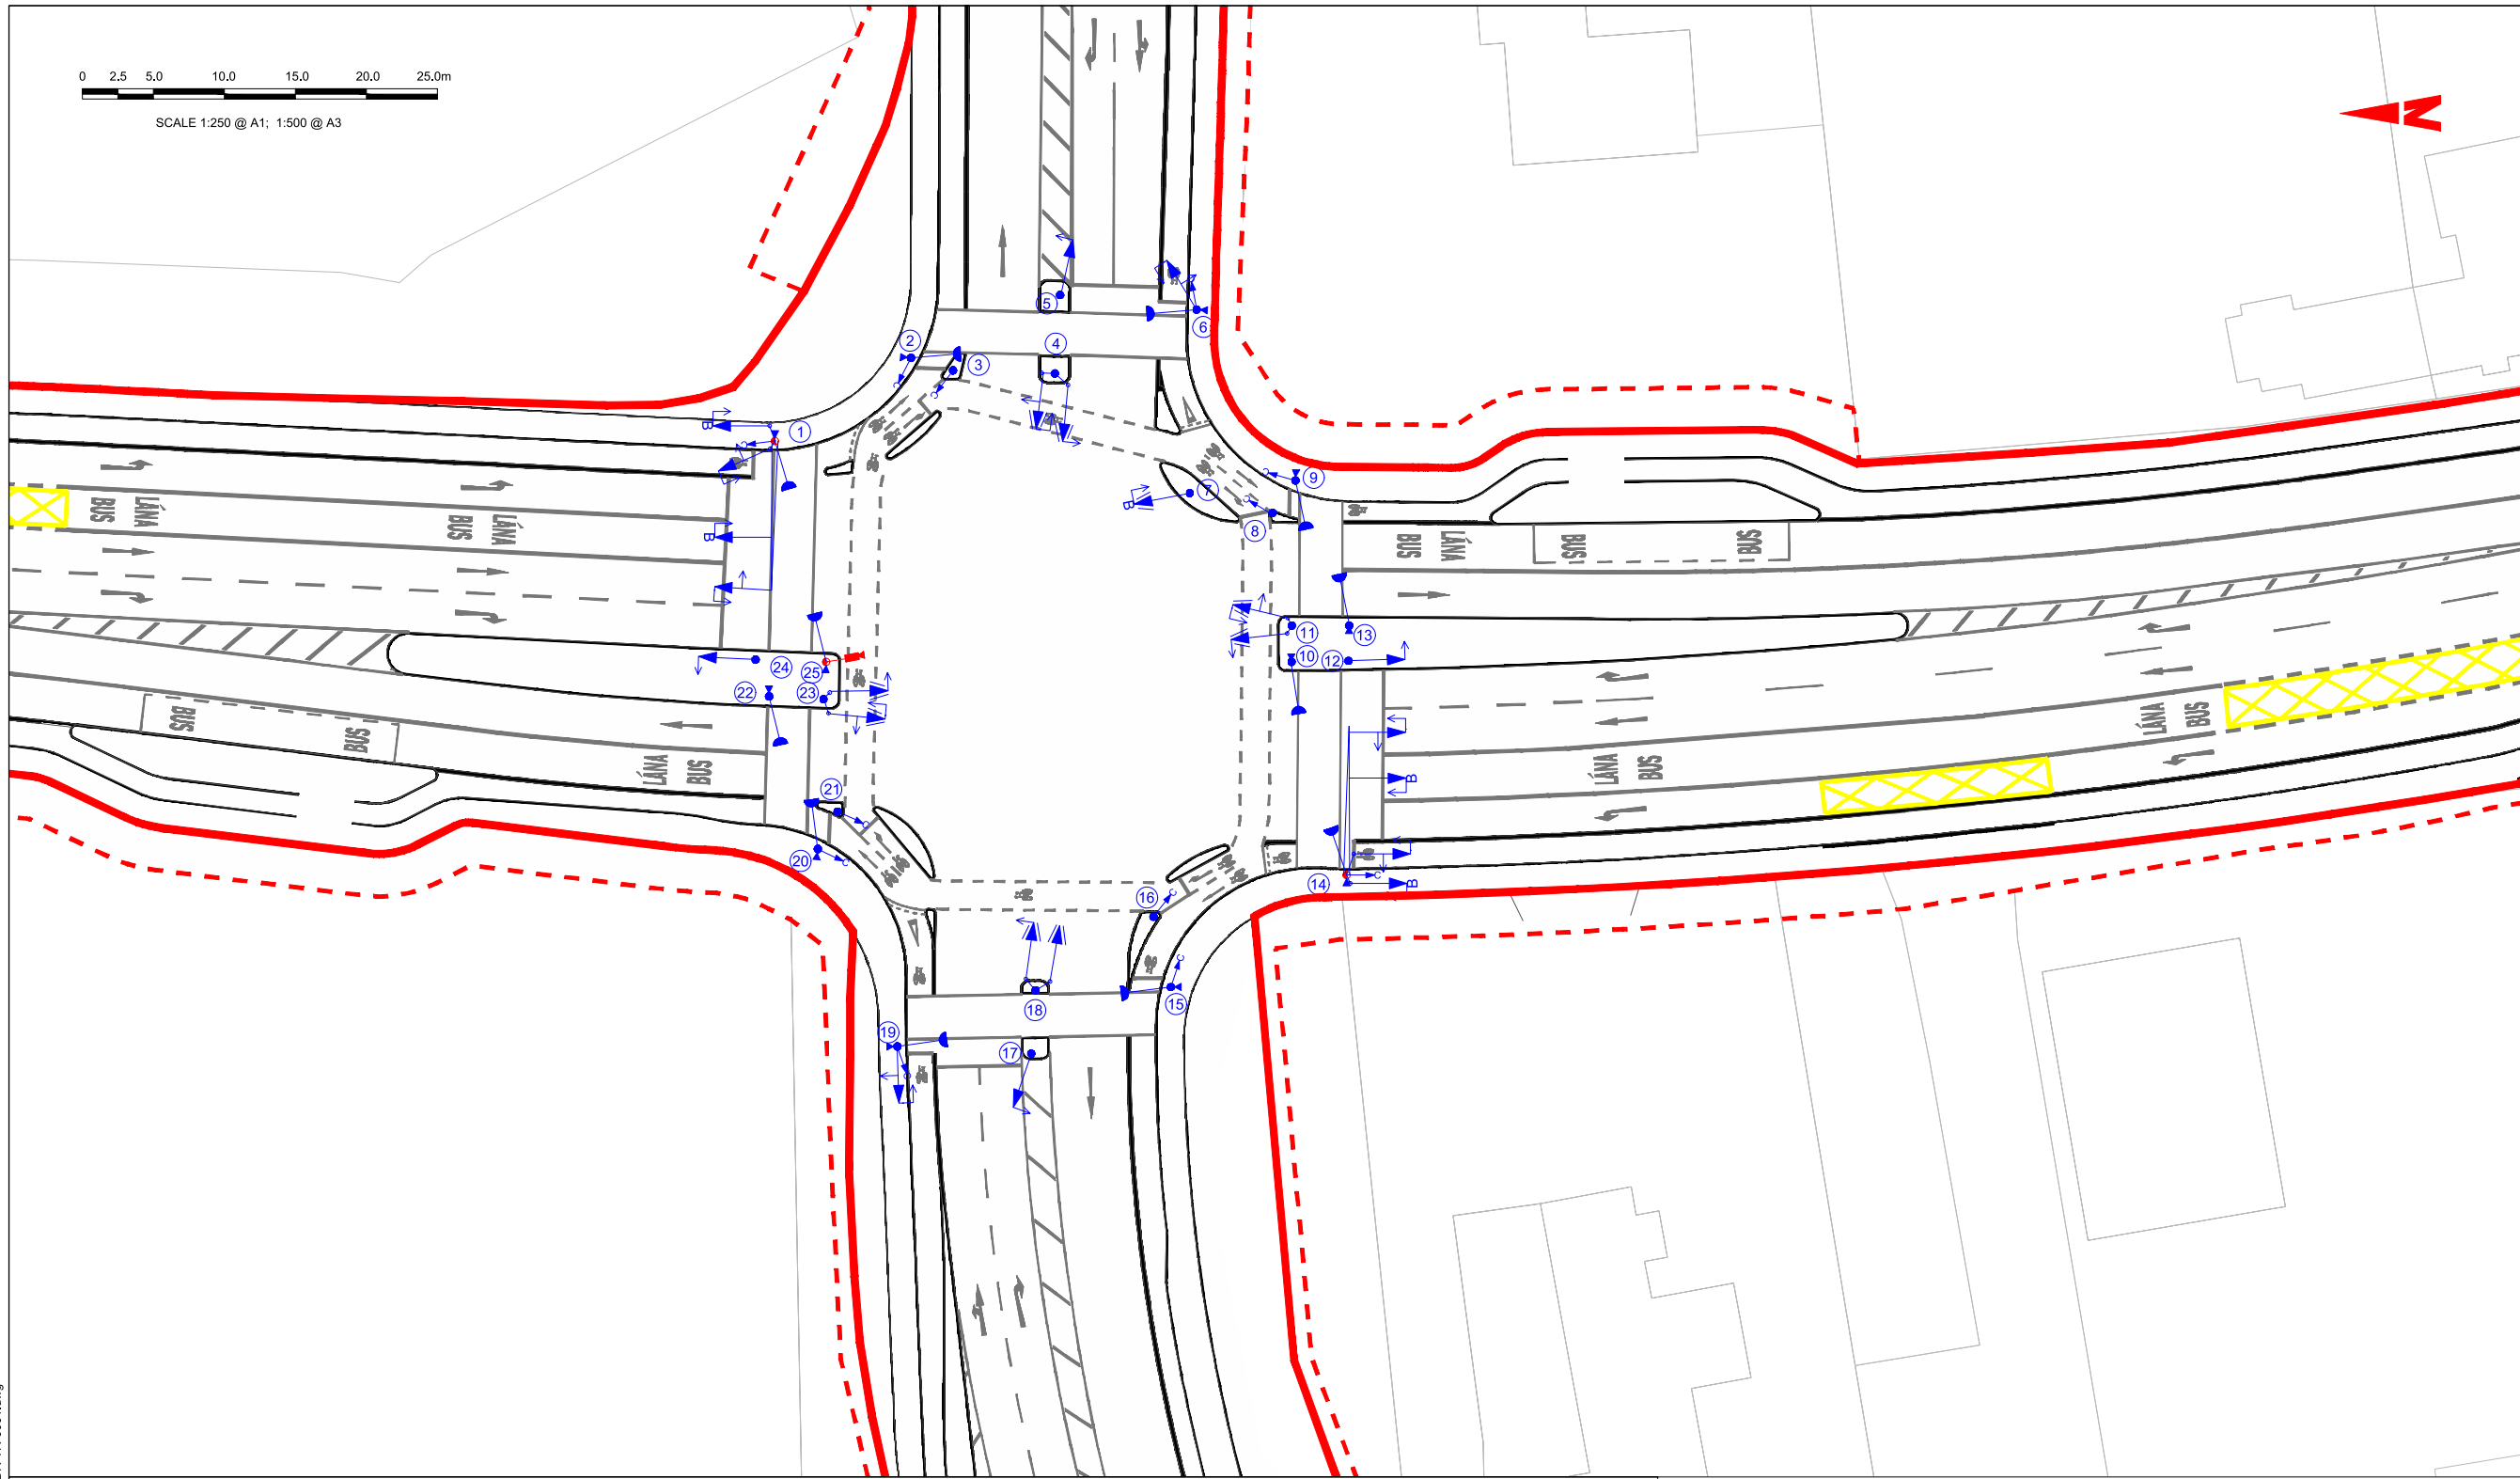 0 2.5 5.0 10.0 15.0 20.0 25.0m
SCALE 1:250 @ A1; 1:500 @ A3
N
5
6
2
4
3
B
1
C
B
7
9
C
8
C
LÁNA
BUS
LÁNA
BUS
B
LÁNA
BUS
BUS
BUS
11
13
10
12
24
25
22
23
BUS
BUS
LÁNA
BUS
LÁNA
BUS
B
LÁNA
BUS
21
C
20
C
14
C
B
16
C
15
C
18
19
17
C